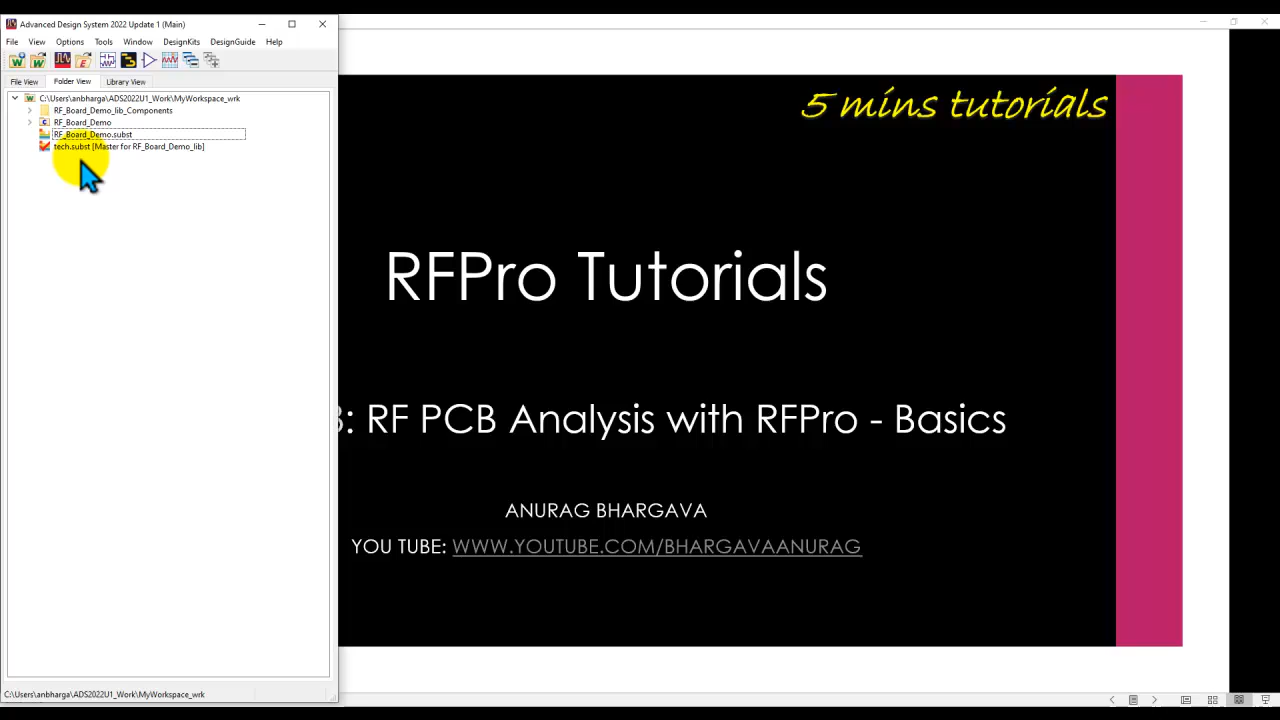 Advanced Design System 2022 Update 1 (Main)
File View Options Tools Window DesignKits DesignGuide Help
File View Folder View Library View
C:\Users\anbharga\ADS2022U1_Work\MyWorkspace_wrk
RF_Board_Demo_lib_Components
RF_Board_Demo
RF_Board_Demo.subst
tech.subst [Master for RF_Board_Demo_lib]
C:\Users\anbharga\ADS2022U1_Work\MyWorkspace_wrk
5 mins tutorials
RFPro Tutorials
3: RF PCB Analysis with RFPro - Basics
ANURAG BHARGAVA
YOU TUBE: WWW.YOUTUBE.COM/BHARGAVAANURAG